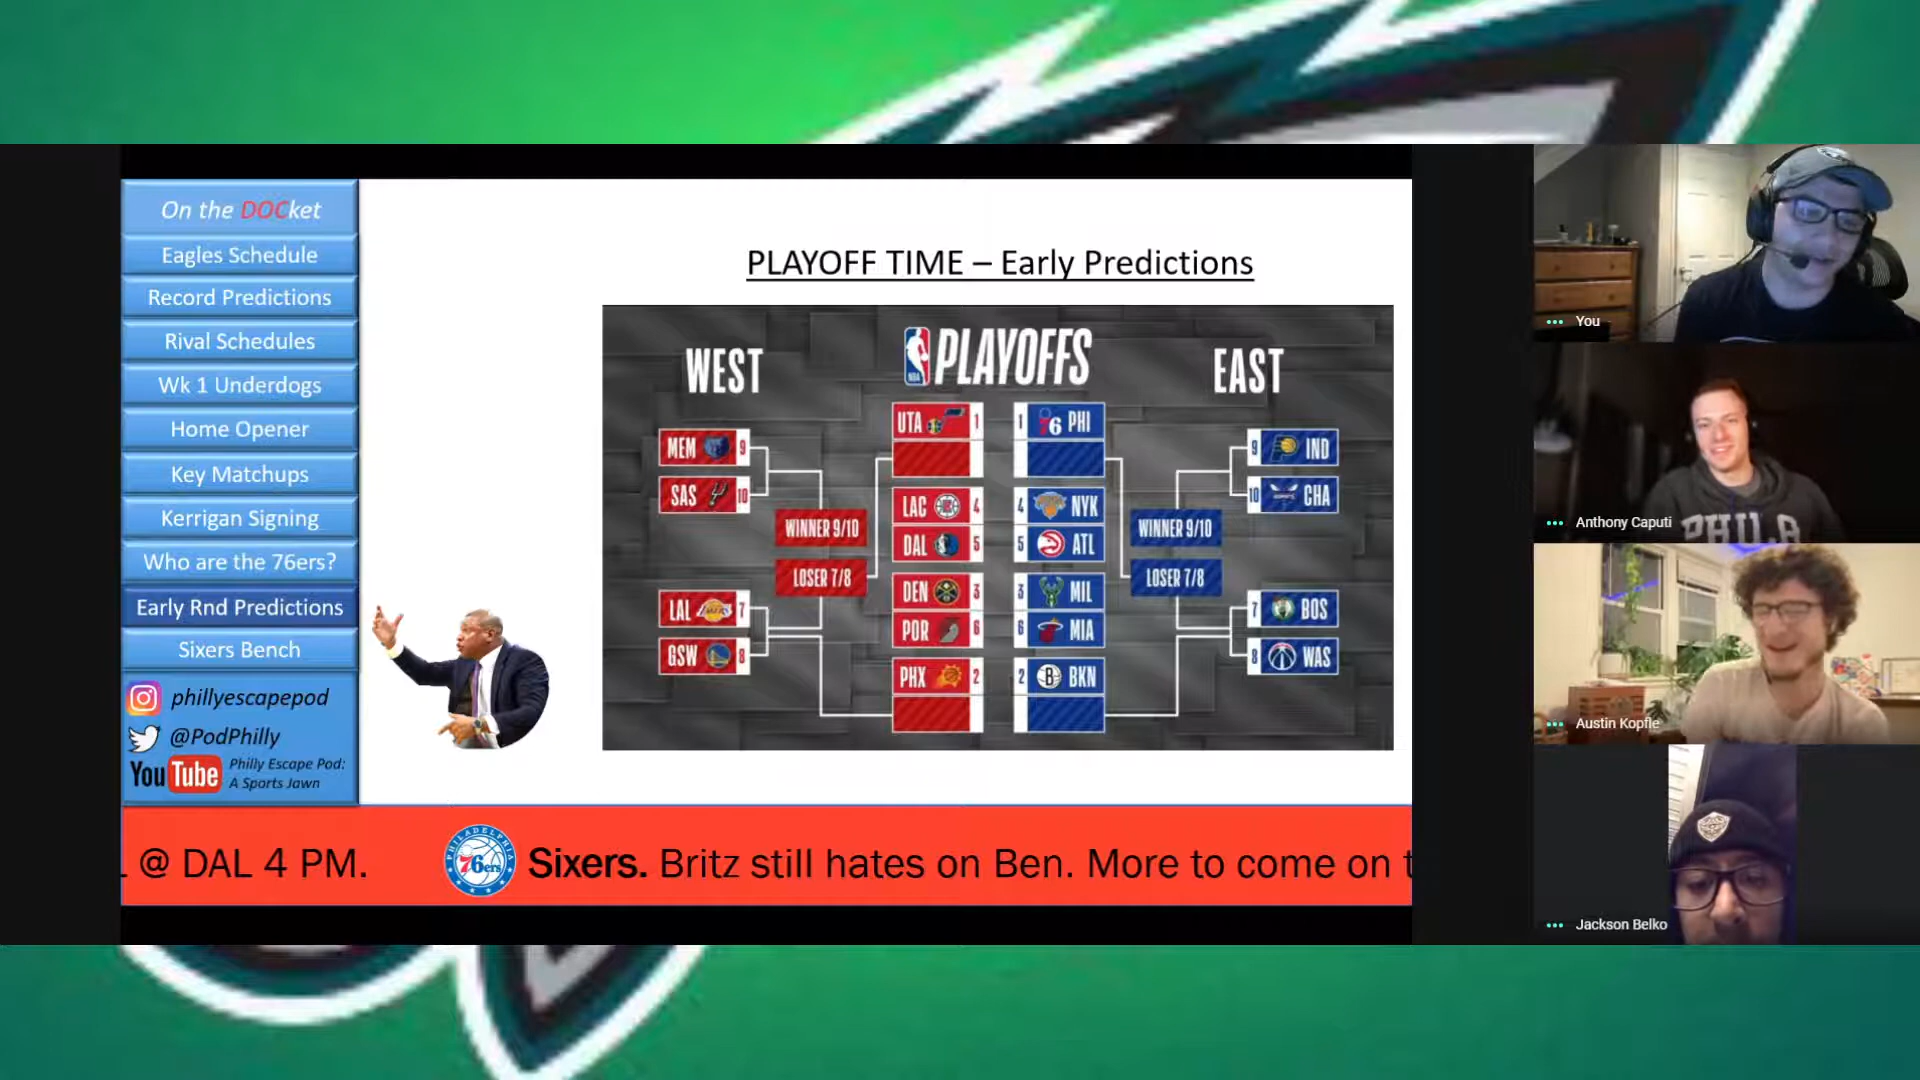 On the DOCket
Eagles Schedule
Record Predictions
Rival Schedules
Wk 1 Underdogs
Home Opener
Key Matchups
Kerrigan Signing
Who are the 76ers?
Early Rnd Predictions
Sixers Bench
phillyescapepod
@PodPhilly
YouTube
Philly Escape Pod:
A Sports Jawn
PLAYOFF TIME – Early Predictions
WEST
NBA
PLAYOFFS
EAST
MEM 9
SAS 10
WINNER 9/10
LOSER 7/8
LAL 7
GSW 8
UTA 1
LAC 4
DAL 5
DEN 3
POR 6
PHX 2
1 76 PHI
4 NYK
5 ATL
3 MIL
6 MIA
2 B BKN
WINNER 9/10
LOSER 7/8
9 IND
10 CHA
7 BOS
8 WAS
@ DAL 4 PM.
PHILADELPHIA
76ers
Sixers. Britz still hates on Ben. More to come on
You
PHILA
Anthony Caputi
Austin Kopfle
Jackson Belko